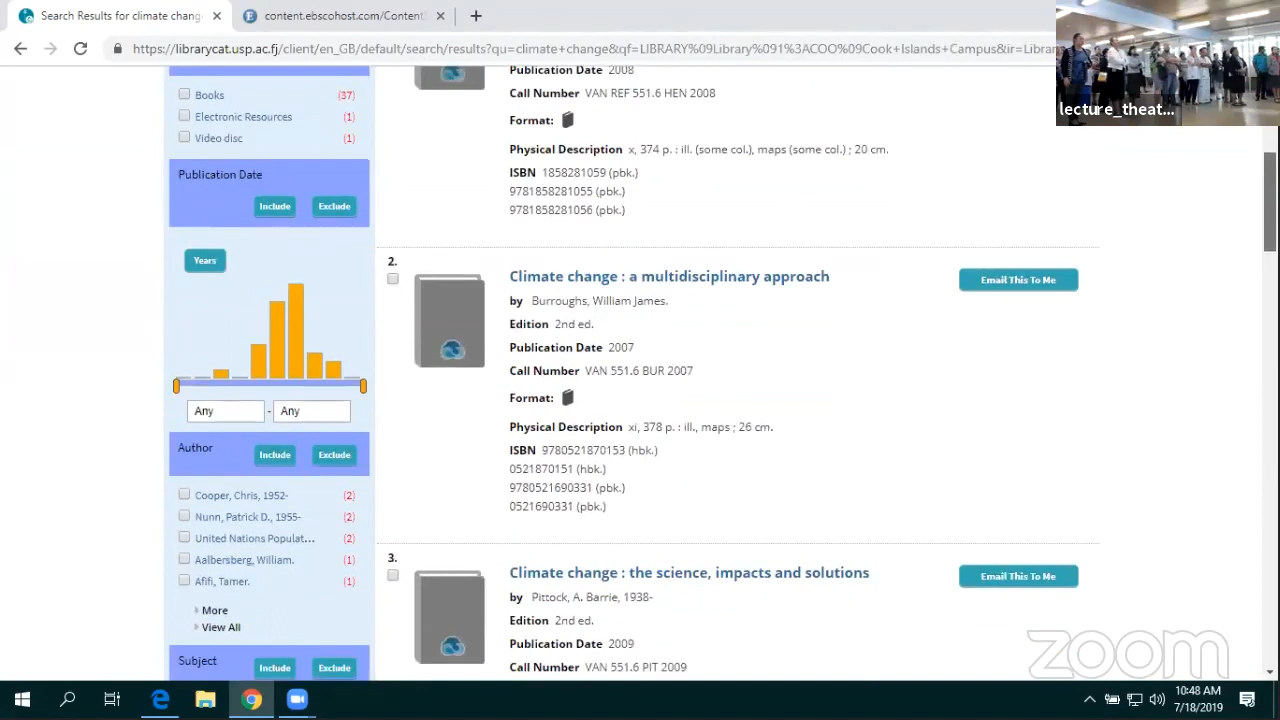 Search Results for climate chang
content.ebscohost.com/Content
https://librarycat.usp.ac.fj/client/en_GB/default/search/results?qu=climate+change&qf=LIBRARY%09Library%091%3ACOO%09Cook+Islands+Campus&ir=Librar
lecture_theat...
Books (37)
Electronic Resources (1)
Video disc (1)
Publication Date
Include Exclude
Years
Any - Any
Author
Include Exclude
Cooper, Chris, 1952- (2)
Nunn, Patrick D., 1955- (2)
United Nations Populat... (2)
Aalbersberg, William. (1)
Afifi, Tamer. (1)
More
View All
Subject
Include Exclude
Publication Date 2008
Call Number VAN REF 551.6 HEN 2008
Format:
Physical Description x, 374 p. : ill. (some col.), maps (some col.) ; 20 cm.
ISBN 1858281059 (pbk.)
9781858281055 (pbk.)
9781858281056 (pbk.)
2.
Climate change : a multidisciplinary approach
Email This To Me
by Burroughs, William James.
Edition 2nd ed.
Publication Date 2007
Call Number VAN 551.6 BUR 2007
Format:
Physical Description xi, 378 p. : ill., maps ; 26 cm.
ISBN 9780521870153 (hbk.)
0521870151 (hbk.)
9780521690331 (pbk.)
0521690331 (pbk.)
3.
Climate change : the science, impacts and solutions
Email This To Me
by Pittock, A. Barrie, 1938-
Edition 2nd ed.
Publication Date 2009
Call Number VAN 551.6 PIT 2009
zoom
10:48 AM
7/18/2019